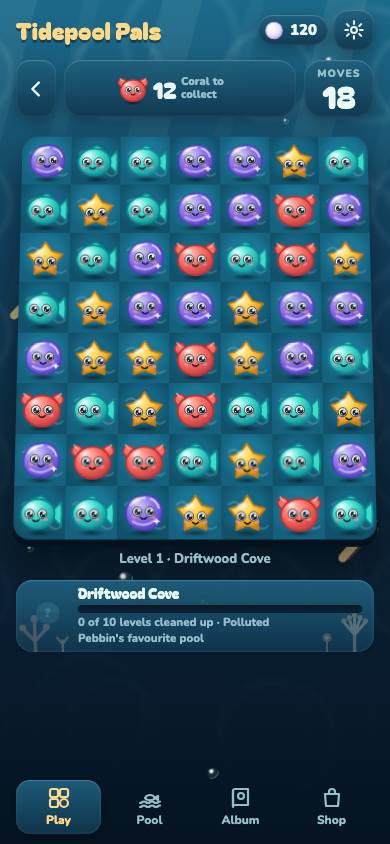 Tidepool Pals
120
12 Coral to
collect
MOVES
18
Level 1 · Driftwood Cove
?
Driftwood Cove
0 of 10 levels cleaned up · Polluted
Pebbin's favourite pool
Play
Pool
Album
Shop